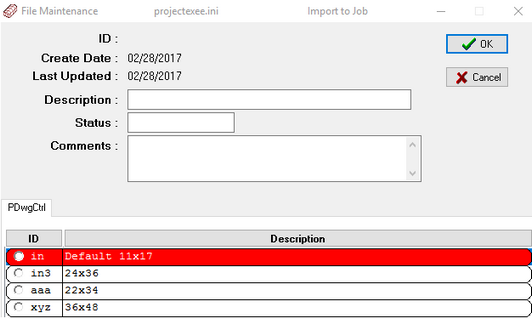 File Maintenance projectexee.ini Import to Job
ID :
OK
Create Date : 02/28/2017
Last Updated : 02/28/2017
Cancel
Description :
Status :
Comments :
PDwgCtrl
ID Description
in Default 11x17
in3 24x36
aaa 22x34
xyz 36x48